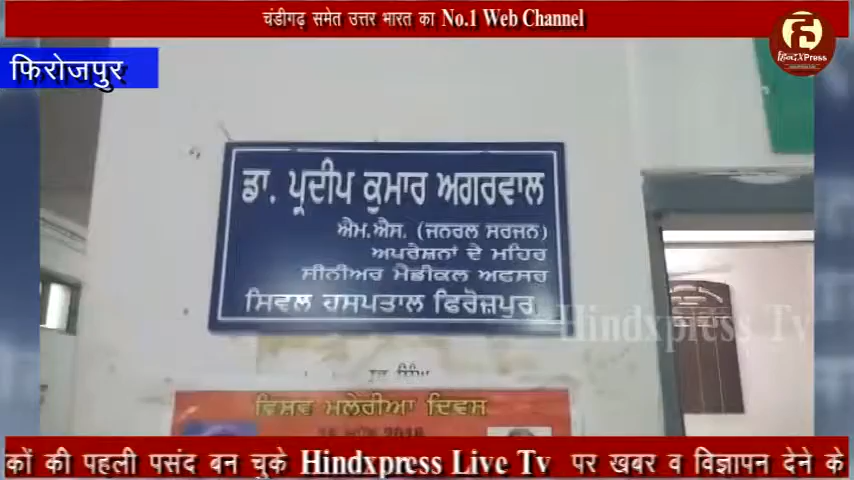 चंडीगढ़ समेत उत्तर भारत का No.1 Web Channel
हिन्दXPress
फिरोजपुर
ਡਾ. ਪ੍ਰਦੀਪ ਕੁਮਾਰ ਅਗਰਵਾਲ
ਐਮ.ਐਸ. (ਜਨਰਲ ਸਰਜਨ)
ਅਪਰੇਸ਼ਨਾਂ ਦੇ ਮਹਿਰ
ਸੀਨੀਅਰ ਮੈਡੀਕਲ ਅਫਸਰ
ਸਿਵਲ ਹਸਪਤਾਲ ਫਿਰੋਜ਼ਪੁਰ
Hindxpress Tv
ਵਿਸ਼ਵ ਮਲੇਰੀਆ ਦਿਵਸ
कों की पहली पसंद बन चुके Hindxpress Live Tv पर खबर व विज्ञापन देने के